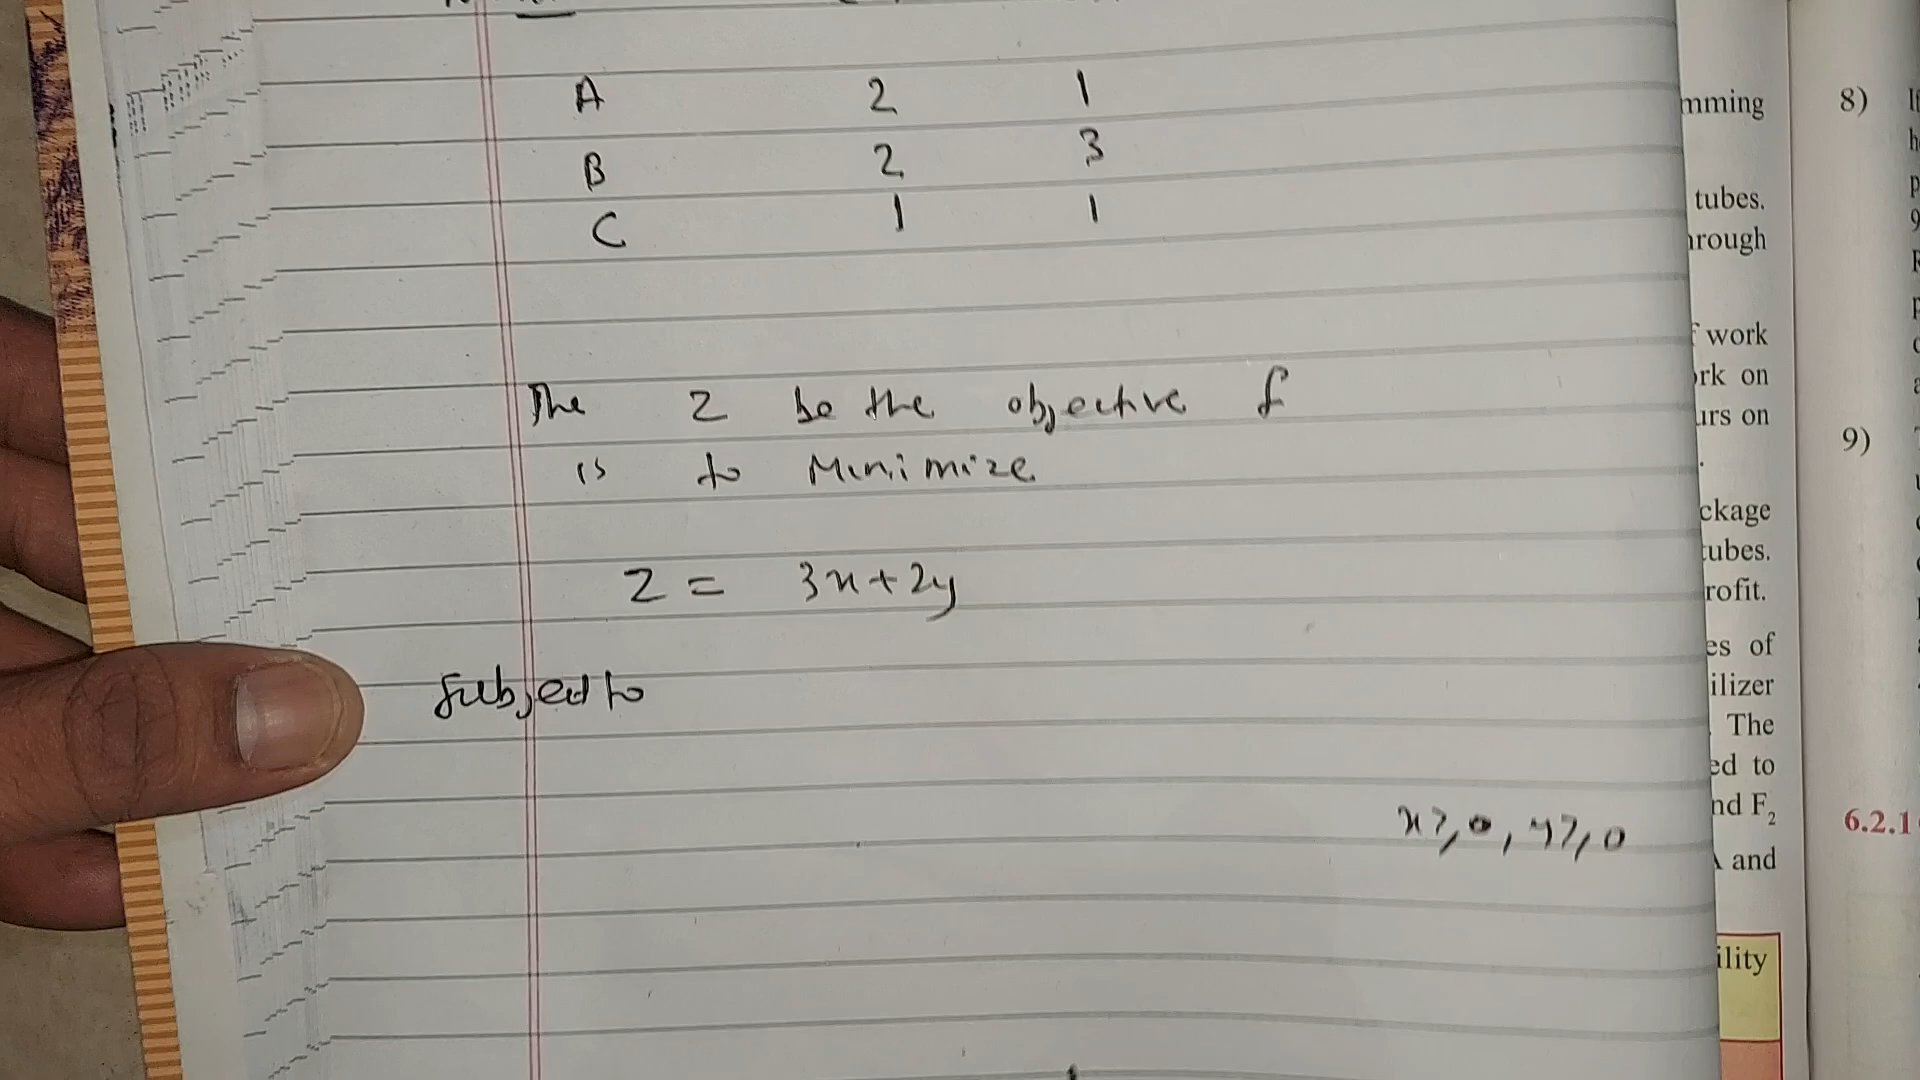 A 2 1
B 2 3
C 1 1
The Z be the objective f
is to Minimize
Z = 3x+2y
Subject to
x≥0, y≥0
mming
tubes.
rough
work
rk on
urs on
ckage
tubes.
rofit.
es of
ilizer
. The
ed to
nd F₂
and
ility
8)
9)
6.2.1